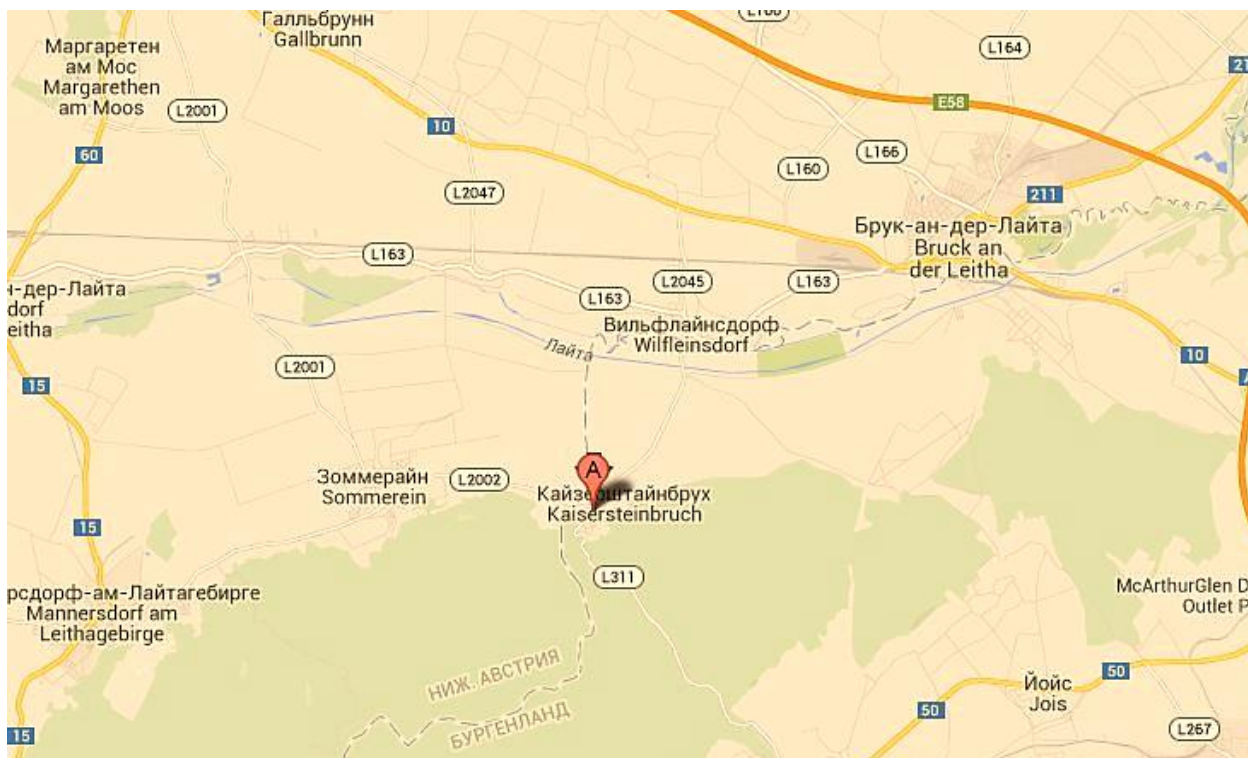 Галльбрунн
Gallbrunn
Маргаретен
ам Мос
Margarethen
am Moos
L2001
10
60
L2047
E58
L164
L166
L160
211
Брук-ан-дер-Лайта
Bruck an
der Leitha
L163
L2045
L163
L163
н-дер-Лайта
dorf
eitha
Вильфлайнсдорф
Wilfleinsdorf
Лайта
L2001
10
15
Зоммерайн
Sommerein
L2002
A
Кайзерштайнбрух
Kaisersteinbruch
15
L311
рсдорф-ам-Лайтагебирге
Mannersdorf am
Leithagebirge
McArthurGlen D
Outlet P
НИЖ. АВСТРИЯ
БУРГЕНЛАНД
50
Йойс
Jois
50
L267
15